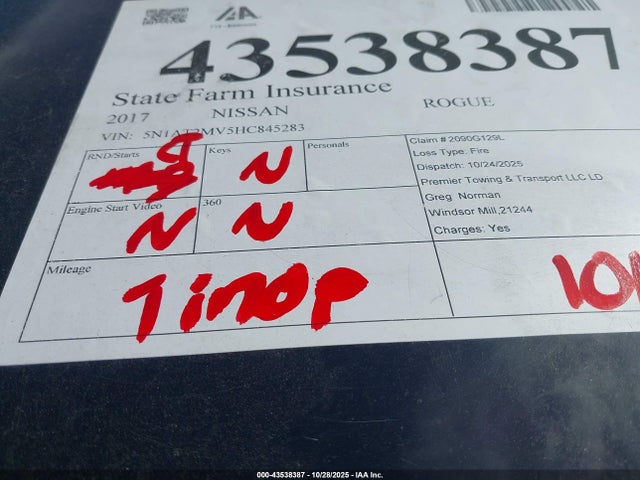 IAA
43538387
State Farm Insurance
2017 NISSAN ROGUE
VIN: 5N1AT2MV5HC845283
RND/Starts
Keys N
Personals
Engine Start Video N
360 N
Mileage
Tinop
Claim # 2090G129L
Loss Type. Fire
Dispatch: 10/24/2025
Premier Towing & Transport LLC LD
Greg Norman
Windsor Mill,21244
Charges: Yes
000-43538387 - 10/28/2025 - IAA Inc.